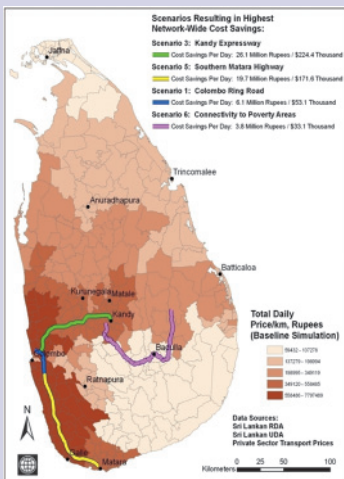 Scenarios Resulting in Highest
Network-Wide Cost Savings:
Scenario 3: Kandy Expressway
Cost Savings Per Day: 26.1 Million Rupees / $224.4 Thousand
Scenario 5: Southern Matara Highway
Cost Savings Per Day: 19.7 Million Rupees / $171.6 Thousand
Scenario 1: Colombo Ring Road
Cost Savings Per Day: 6.1 Million Rupees / $53.1 Thousand
Scenario 6: Connectivity to Poverty Areas
Cost Savings Per Day: 3.8 Million Rupees / $33.1 Thousand
Jaffna
Trincomalee
Anuradhapura
Batticaloa
Kurunegala
Matale
Kandy
Badulla
Colombo
Ratnapura
Galle
Matara
Total Daily
Price/km, Rupees
(Baseline Simulation)
Data Sources:
Sri Lankan RDA
Sri Lankan UDA
Private Sector Transport Prices
N
Kilometers
0 25 50 100